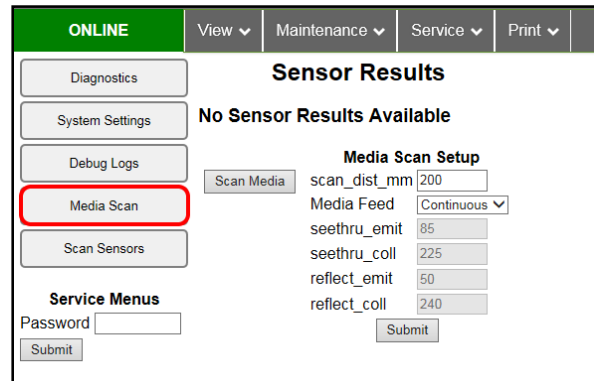 ONLINE View Maintenance Service Print
Diagnostics
System Settings
Debug Logs
Media Scan
Scan Sensors
Service Menus
Password
Submit
Sensor Results
No Sensor Results Available
Media Scan Setup
Scan Media scan_dist_mm 200
Media Feed Continuous
seethru_emit 85
seethru_coll 225
reflect_emit 50
reflect_coll 240
Submit